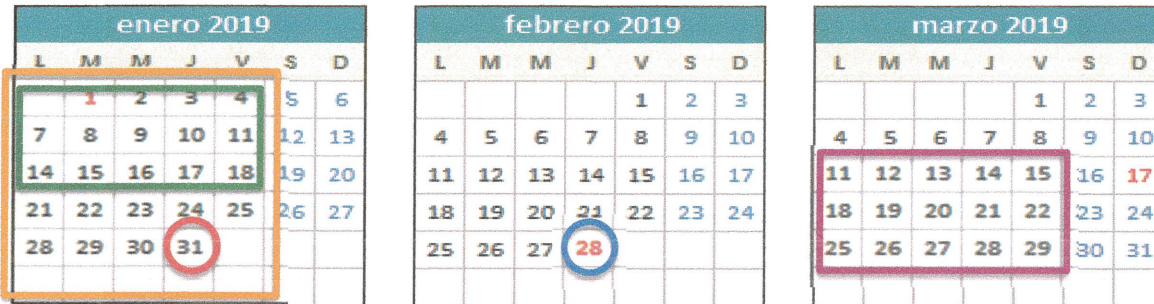 enero 2019
L M M J V S D
1 2 3 4 5 6
7 8 9 10 11 12 13
14 15 16 17 18 19 20
21 22 23 24 25 26 27
28 29 30 31
febrero 2019
L M M J V S D
1 2 3
4 5 6 7 8 9 10
11 12 13 14 15 16 17
18 19 20 21 22 23 24
25 26 27 28
marzo 2019
L M M J V S D
1 2 3
4 5 6 7 8 9 10
11 12 13 14 15 16 17
18 19 20 21 22 23 24
25 26 27 28 29 30 31